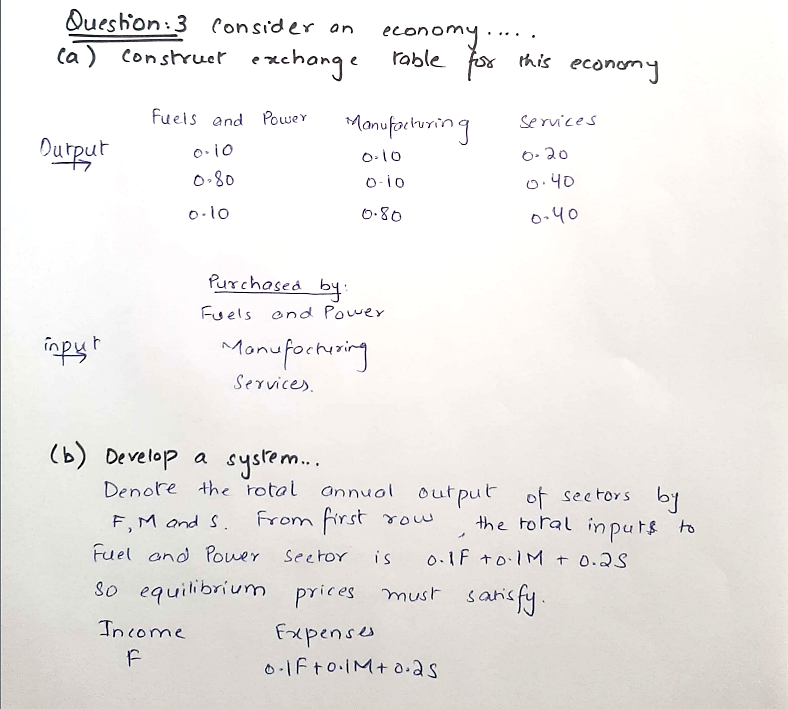 Question:3 Consider an economy.....
(a) Construct exchange table for this economy
Fuels and Power Manufacturing Services
Output 0.10 0.10 0.20
0.80 0.10 0.40
0.10 0.80 0.40
Purchased by:
Fuels and Power
input Manufacturing
Services.
(b) Develop a system...
Denote the total annual output of sectors by
F, M and S. From first row, the total inputs to
Fuel and Power Sector is 0.1F + 0.1M + 0.2S
So equilibrium prices must satisfy.
Income Expenses
F 0.1F + 0.1M + 0.2S